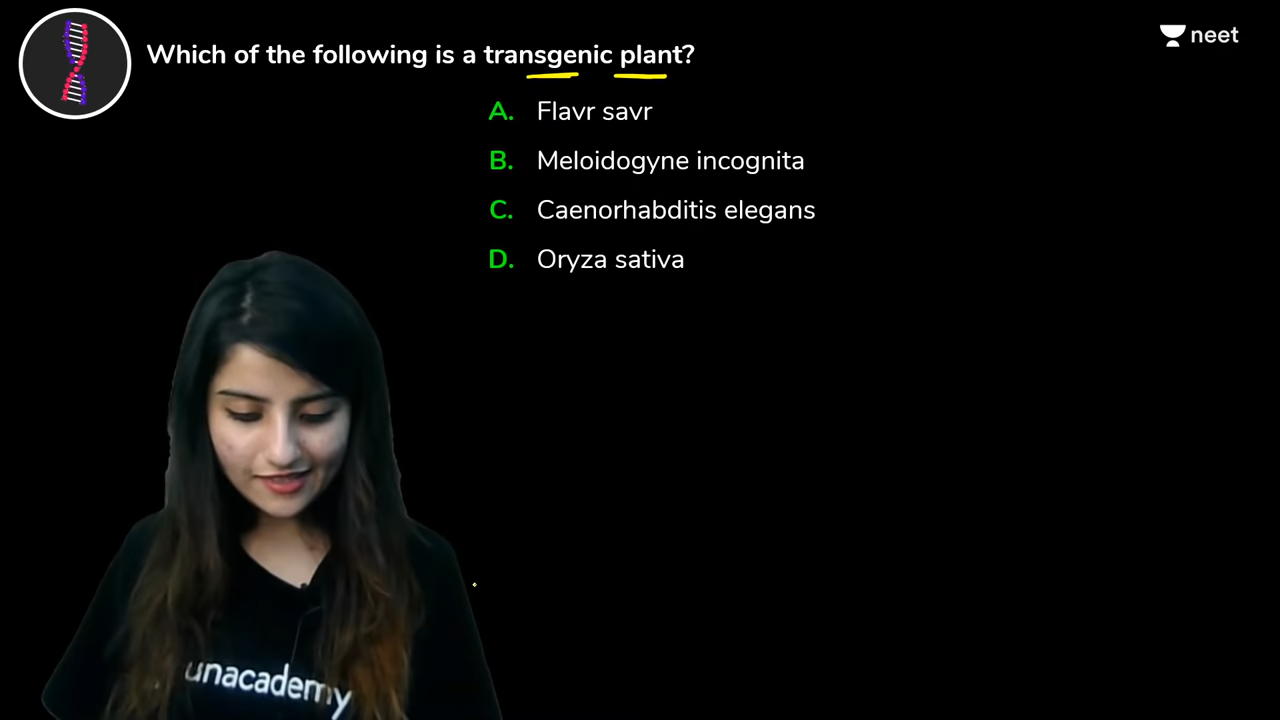 Which of the following is a transgenic plant?
neet
A. Flavr savr
B. Meloidogyne incognita
C. Caenorhabditis elegans
D. Oryza sativa
unacademy